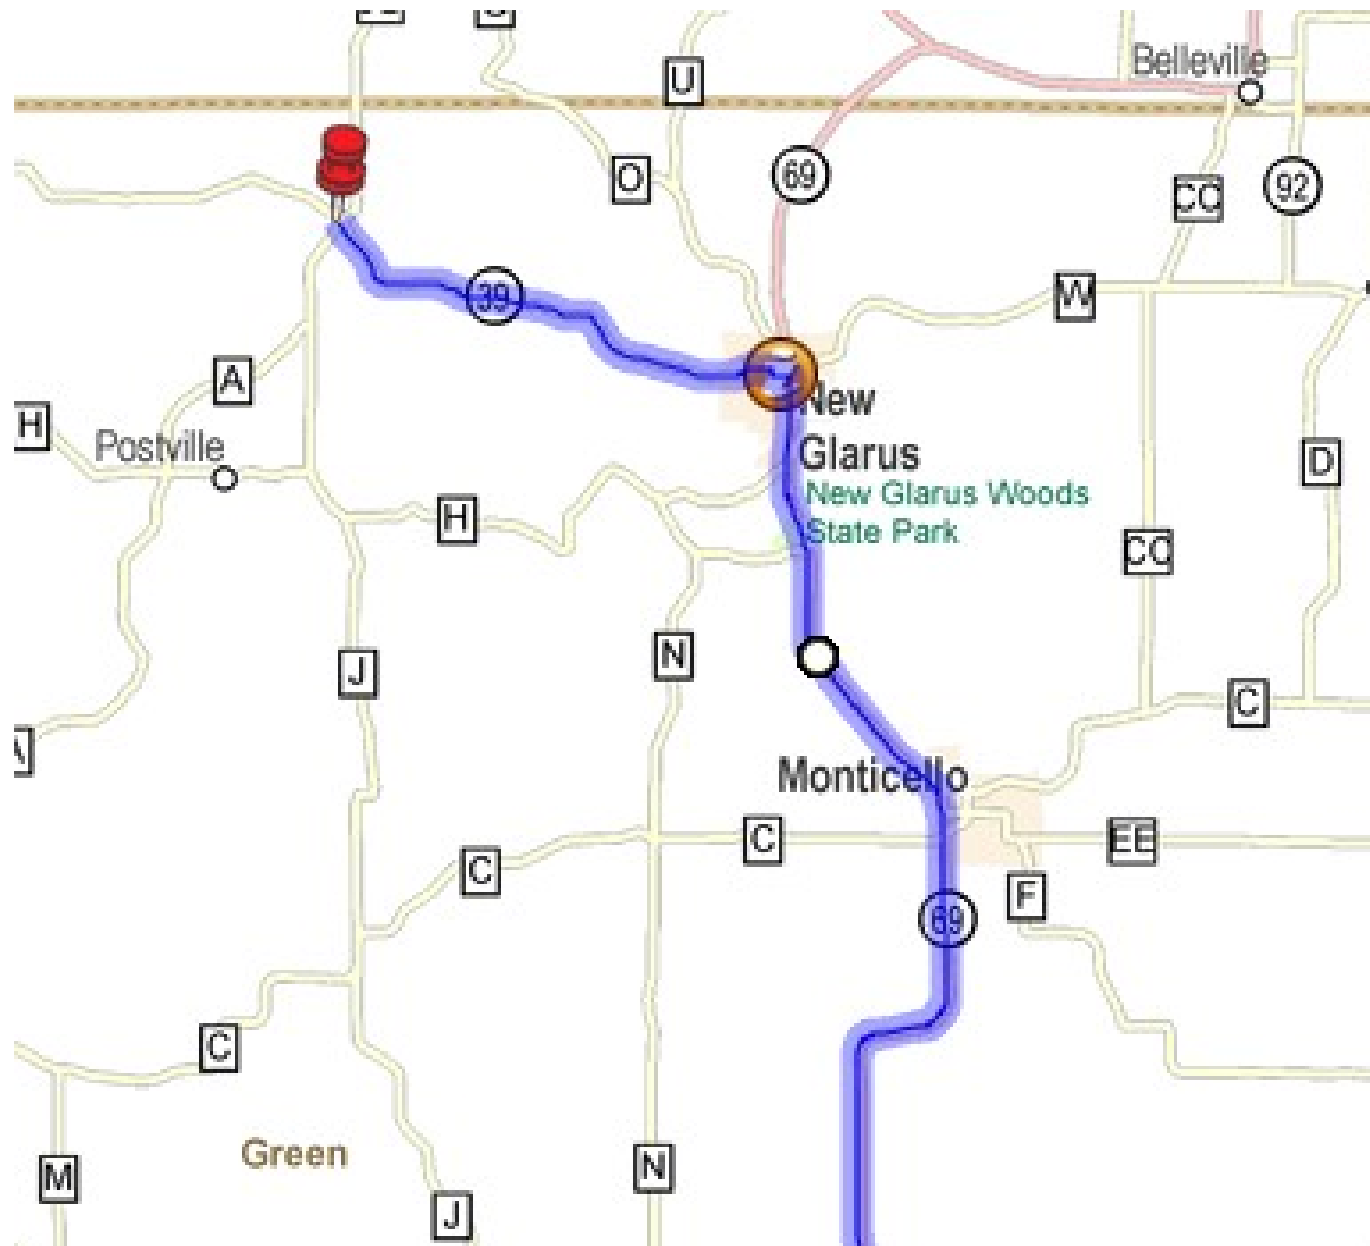 U
Belleville
O
69
CC
92
39
W
A
H
Postville
New
Glarus
New Glarus Woods
State Park
D
H
CC
N
J
C
A
Monticello
C
EE
C
F
69
C
Green
M
N
J